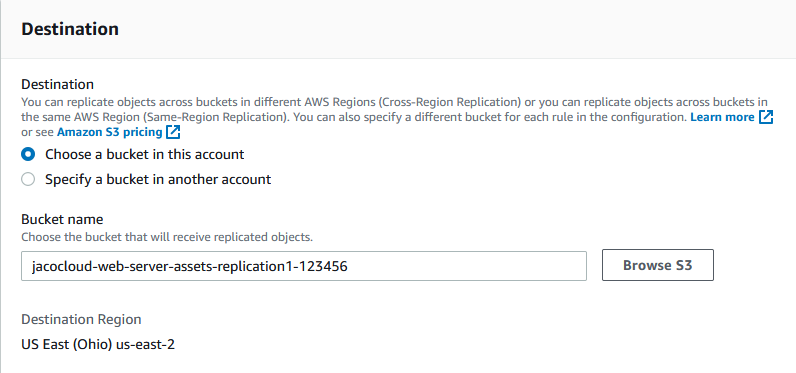 Destination
Destination
You can replicate objects across buckets in different AWS Regions (Cross-Region Replication) or you can replicate objects across buckets in
the same AWS Region (Same-Region Replication). You can also specify a different bucket for each rule in the configuration. Learn more
or see Amazon S3 pricing
Choose a bucket in this account
Specify a bucket in another account
Bucket name
Choose the bucket that will receive replicated objects.
jacocloud-web-server-assets-replication1-123456
Browse S3
Destination Region
US East (Ohio) us-east-2